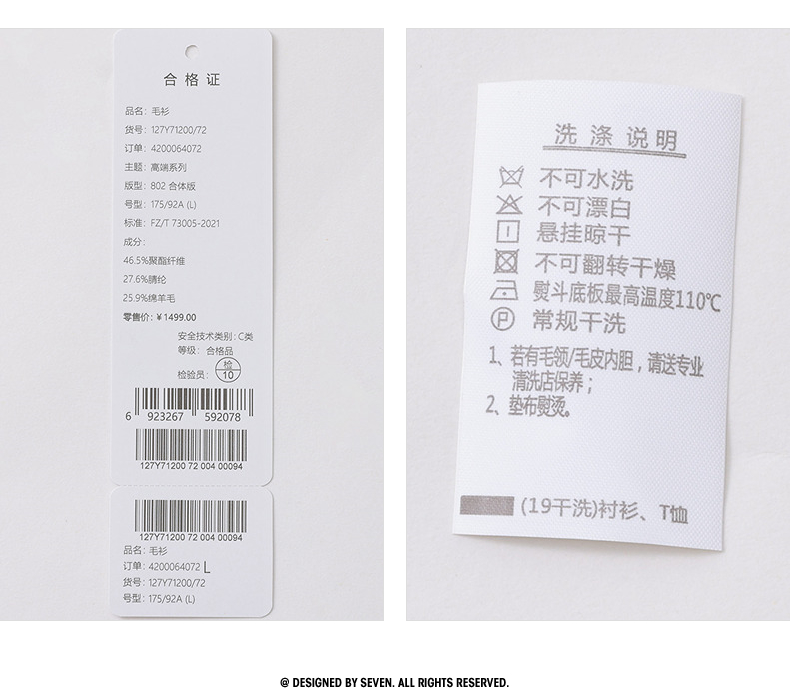 合格证
品名：毛衫
货号：127Y71200/72
订单：4200064072
主题：高端系列
版型：802 合体版
号型：175/92A (L)
标准：FZ/T 73005-2021
成分：
46.5%聚酯纤维
27.6%腈纶
25.9%绵羊毛
零售价：¥1499.00
安全技术类别：C类
等级：合格品
检验员：检10
6 923267 592078
127Y71200 72 004 00094
127Y71200 72 004 00094
品名：毛衫
订单：4200064072 L
货号：127Y71200/72
号型：175/92A (L)
洗涤说明
不可水洗
不可漂白
悬挂晾干
不可翻转干燥
熨斗底板最高温度110℃
P 常规干洗
1、若有毛领/毛皮内胆，请送专业
清洗店保养；
2、垫布熨烫。
(19干洗)衬衫、T恤
@ DESIGNED BY SEVEN. ALL RIGHTS RESERVED.